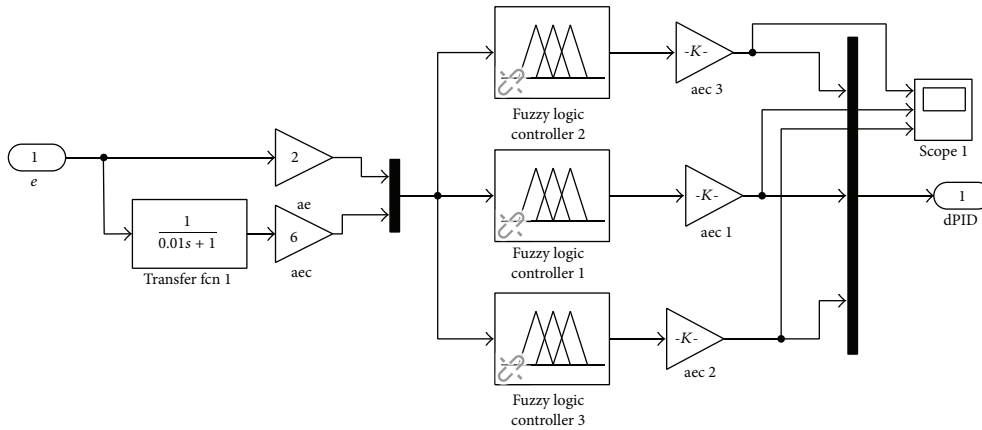 1
e
2
ae
1
0.01s + 1
Transfer fcn 1
6
aec
Fuzzy logic
controller 2
-K-
aec 3
Fuzzy logic
controller 1
-K-
aec 1
Fuzzy logic
controller 3
-K-
aec 2
Scope 1
1
dPID